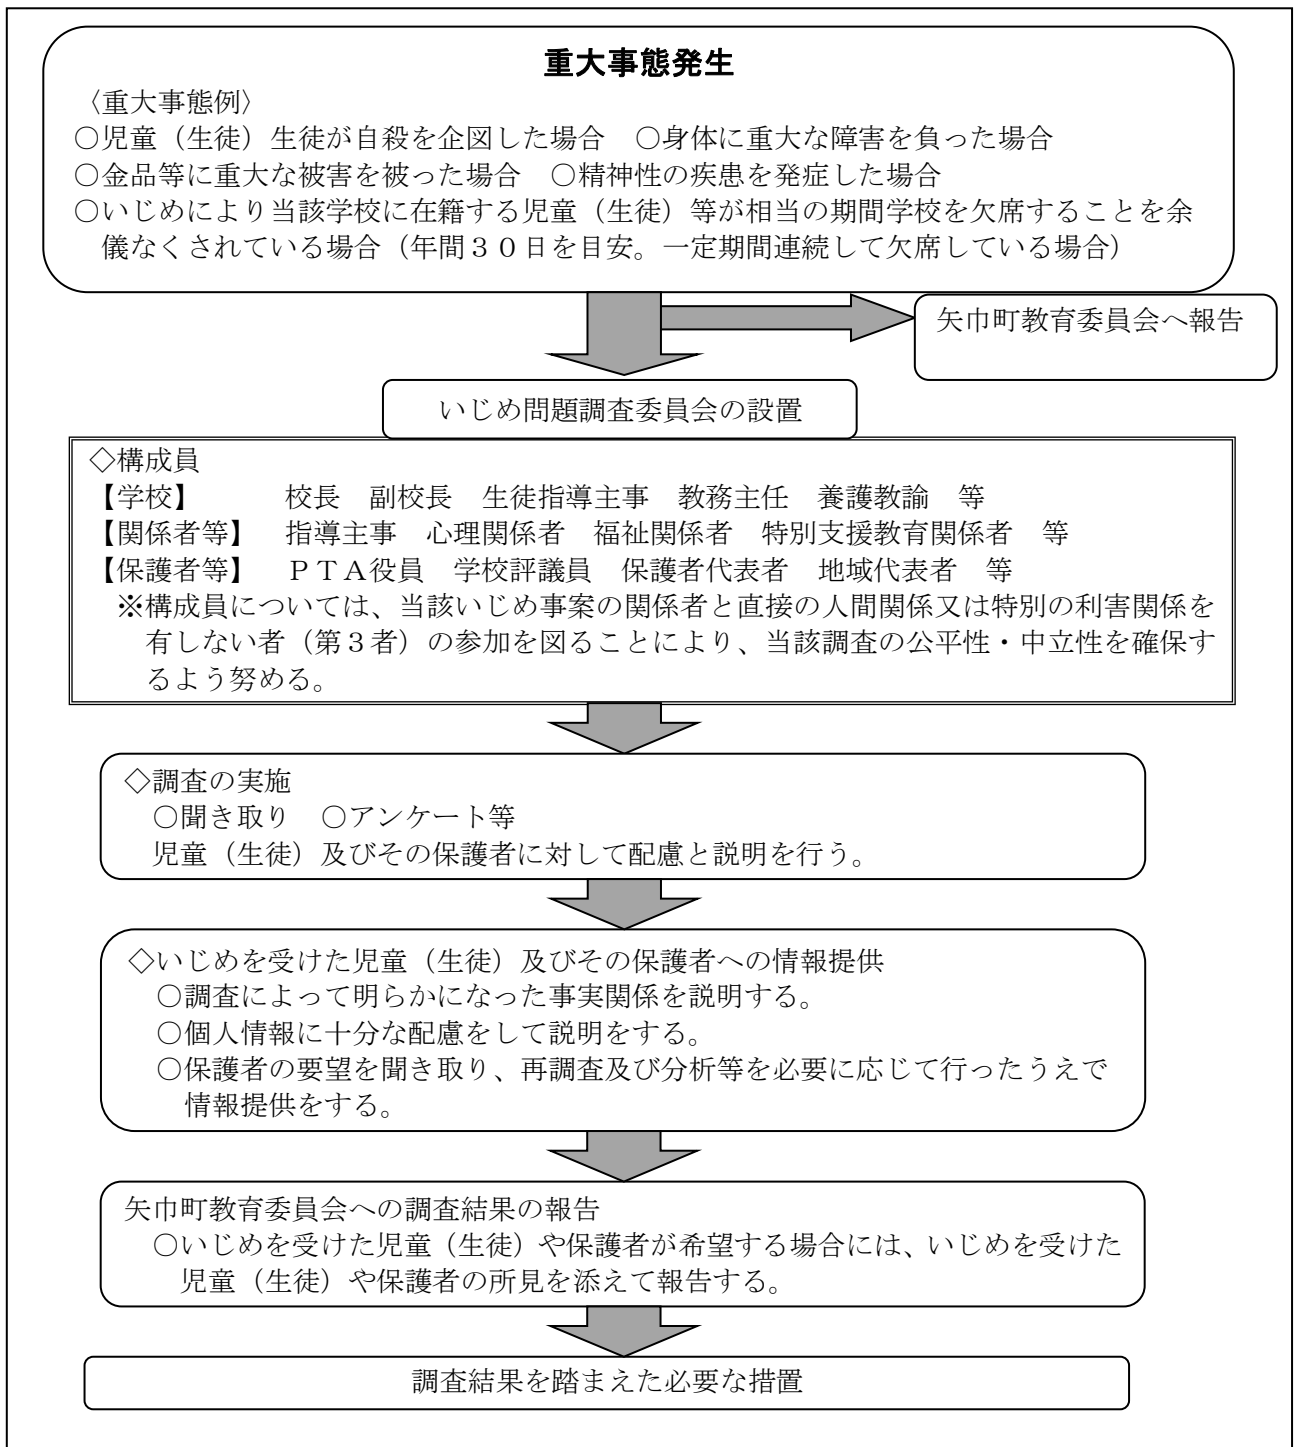 重大事態発生
〈重大事態例〉
○児童（生徒）生徒が自殺を企図した場合　○身体に重大な障害を負った場合
○金品等に重大な被害を被った場合　○精神性の疾患を発症した場合
○いじめにより当該学校に在籍する児童（生徒）等が相当の期間学校を欠席することを余
儀なくされている場合（年間３０日を目安。一定期間連続して欠席している場合）
矢巾町教育委員会へ報告
いじめ問題調査委員会の設置
◇構成員
【学校】　　　校長　副校長　生徒指導主事　教務主任　養護教諭　等
【関係者等】　指導主事　心理関係者　福祉関係者　特別支援教育関係者　等
【保護者等】　ＰＴＡ役員　学校評議員　保護者代表者　地域代表者　等
※構成員については、当該いじめ事案の関係者と直接の人間関係又は特別の利害関係を
有しない者（第３者）の参加を図ることにより、当該調査の公平性・中立性を確保す
るよう努める。
◇調査の実施
○聞き取り　○アンケート等
児童（生徒）及びその保護者に対して配慮と説明を行う。
◇いじめを受けた児童（生徒）及びその保護者への情報提供
○調査によって明らかになった事実関係を説明する。
○個人情報に十分な配慮をして説明をする。
○保護者の要望を聞き取り、再調査及び分析等を必要に応じて行ったうえで
情報提供をする。
矢巾町教育委員会への調査結果の報告
○いじめを受けた児童（生徒）や保護者が希望する場合には、いじめを受けた
児童（生徒）や保護者の所見を添えて報告する。
調査結果を踏まえた必要な措置